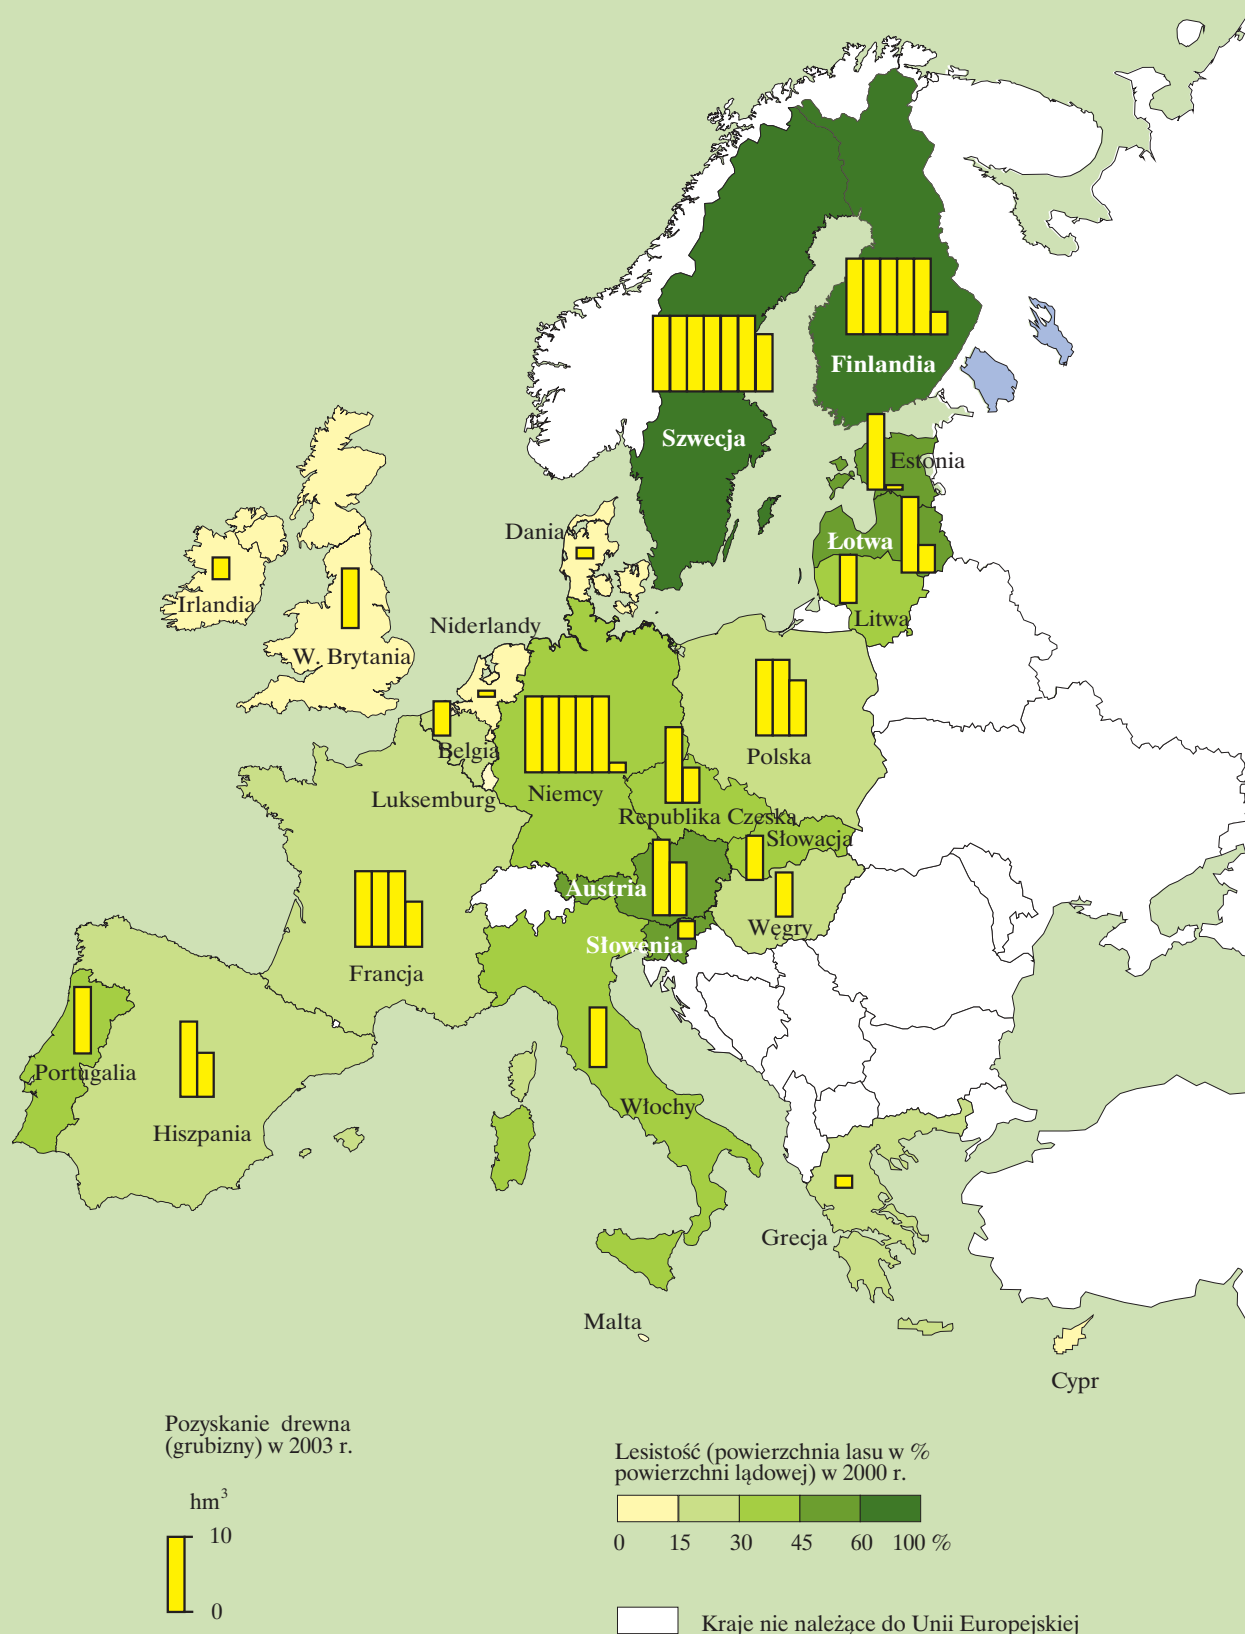 Finlandia
Szwecja
Estonia
Dania
Łotwa
Irlandia
Litwa
Niderlandy
W. Brytania
Belgia
Polska
Luksemburg
Niemcy
Republika Czeska
Słowacja
Austria
Węgry
Słowenia
Francja
Portugalia
Włochy
Hiszpania
Grecja
Malta
Cypr
Pozyskanie drewna
(grubizny) w 2003 r.
hm³
10
0
Lesistość (powierzchnia lasu w %
powierzchni lądowej) w 2000 r.
0 15 30 45 60 100 %
Kraje nie należące do Unii Europejskiej